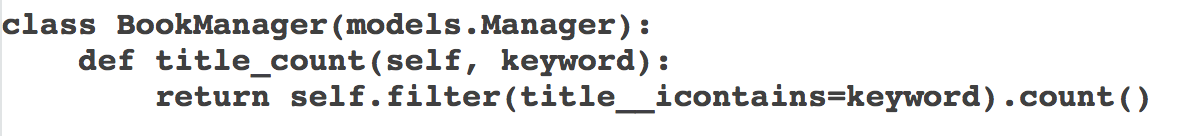 class BookManager(models.Manager):
    def title_count(self, keyword):
        return self.filter(title__icontains=keyword).count()